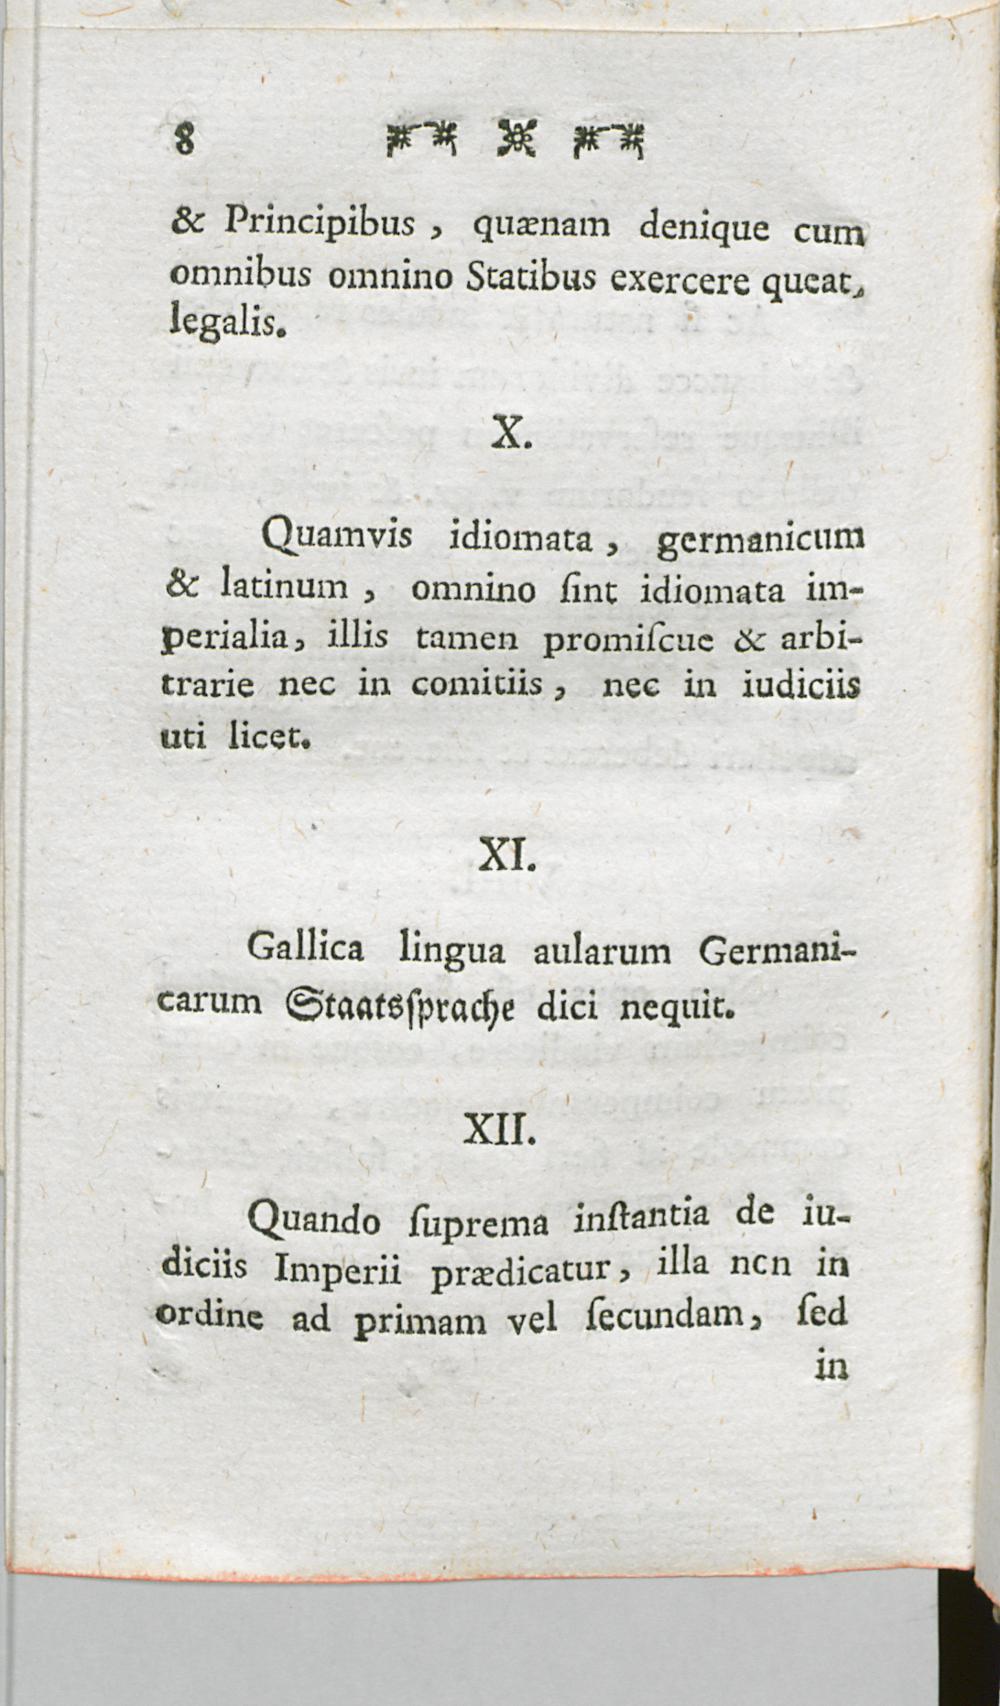 8
& Principibus , quænam denique cum
omnibus omnino Statibus exercere queat,
legalis.
X.
Quamvis idiomata , germanicum
& latinum , omnino ſint idiomata im-
perialia, illis tamen promiſcue & arbi-
trarie nec in comitiis , nec in iudiciis
uti licet.
XI.
Gallica lingua aularum Germani-
carum Staatsſprache dici nequit.
XII.
Quando ſuprema inſtantia de iu-
diciis Imperii prædicatur, illa non in
ordine ad primam vel ſecundam, ſed
in